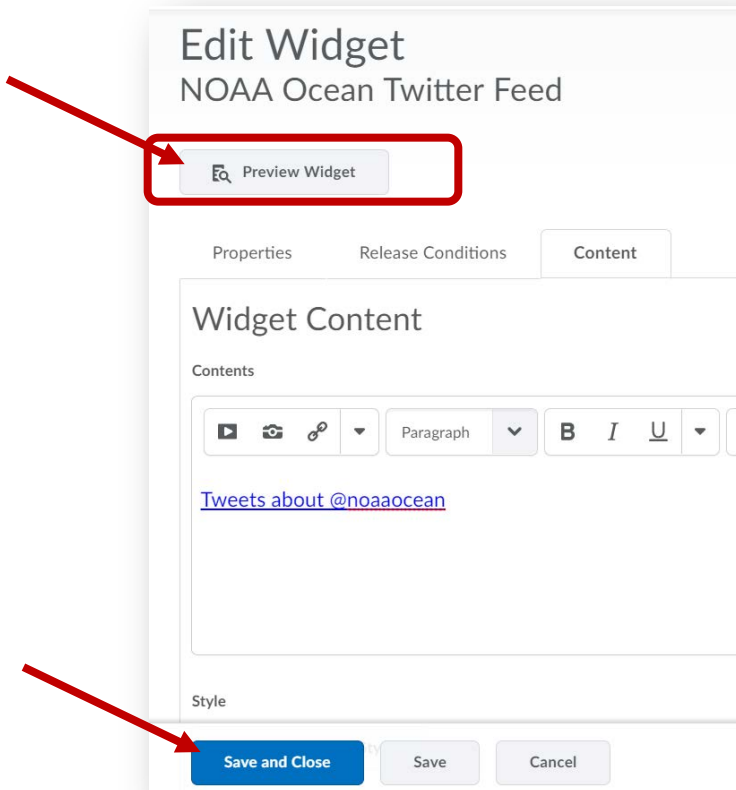 Edit Widget
NOAA Ocean Twitter Feed
Preview Widget
Properties Release Conditions Content
Widget Content
Contents
Paragraph B I U
Tweets about @noaaocean
Style
Save and Close Save Cancel